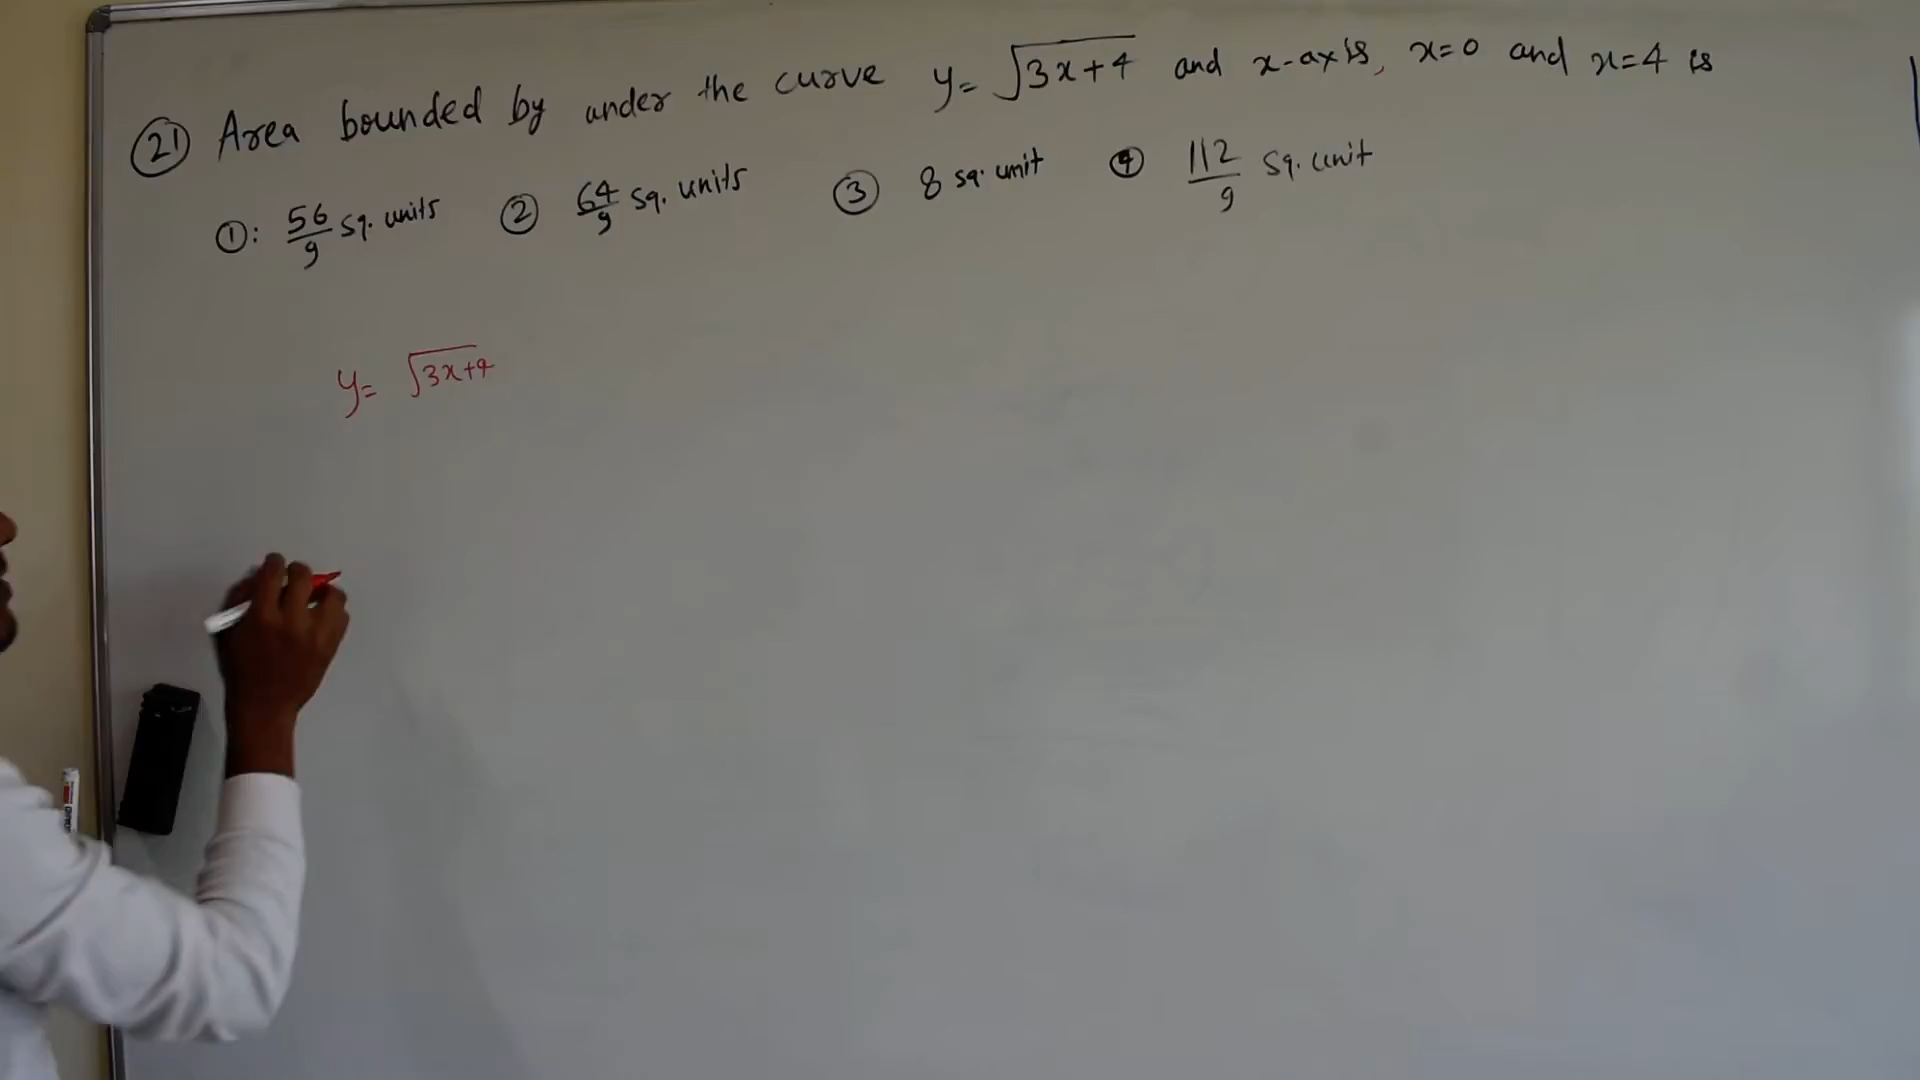 (21) Area bounded by under the curve y= √3x+4 and x-axis, x=0 and x=4 is
①: 56/9 sq. units ② 64/9 sq. units ③ 8 sq. unit ④ 112/9 sq. unit
y= √3x+4